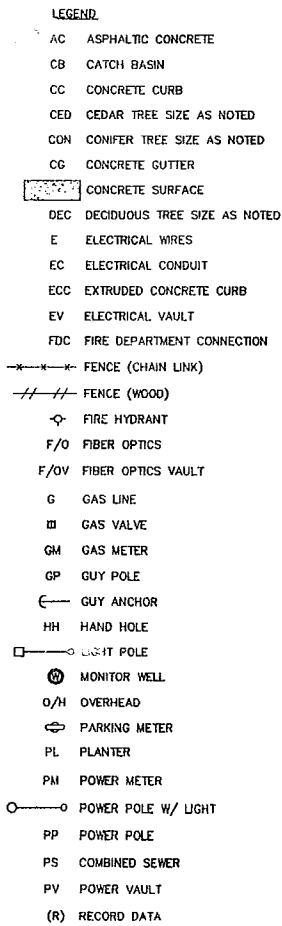 LEGEND
AC ASPHALTIC CONCRETE
CB CATCH BASIN
CC CONCRETE CURB
CED CEDAR TREE SIZE AS NOTED
CON CONIFER TREE SIZE AS NOTED
CG CONCRETE GUTTER
CONCRETE SURFACE
DEC DECIDUOUS TREE SIZE AS NOTED
E ELECTRICAL WIRES
EC ELECTRICAL CONDUIT
ECC EXTRUDED CONCRETE CURB
EV ELECTRICAL VAULT
FDC FIRE DEPARTMENT CONNECTION
FENCE (CHAIN LINK)
FENCE (WOOD)
FIRE HYDRANT
F/O FIBER OPTICS
F/OV FIBER OPTICS VAULT
G GAS LINE
GAS VALVE
GM GAS METER
GP GUY POLE
GUY ANCHOR
HH HAND HOLE
LIGHT POLE
W MONITOR WELL
O/H OVERHEAD
PARKING METER
PL PLANTER
PM POWER METER
POWER POLE W/ LIGHT
PP POWER POLE
PS COMBINED SEWER
PV POWER VAULT
(R) RECORD DATA